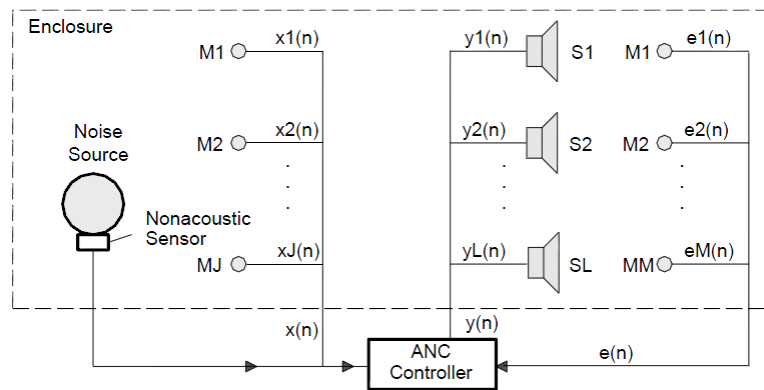 Enclosure
M1
x1(n)
y1(n)
S1
M1
e1(n)
Noise
Source
M2
x2(n)
y2(n)
S2
M2
e2(n)
Nonacoustic
Sensor
MJ
xJ(n)
yL(n)
SL
MM
eM(n)
x(n)
y(n)
ANC
Controller
e(n)